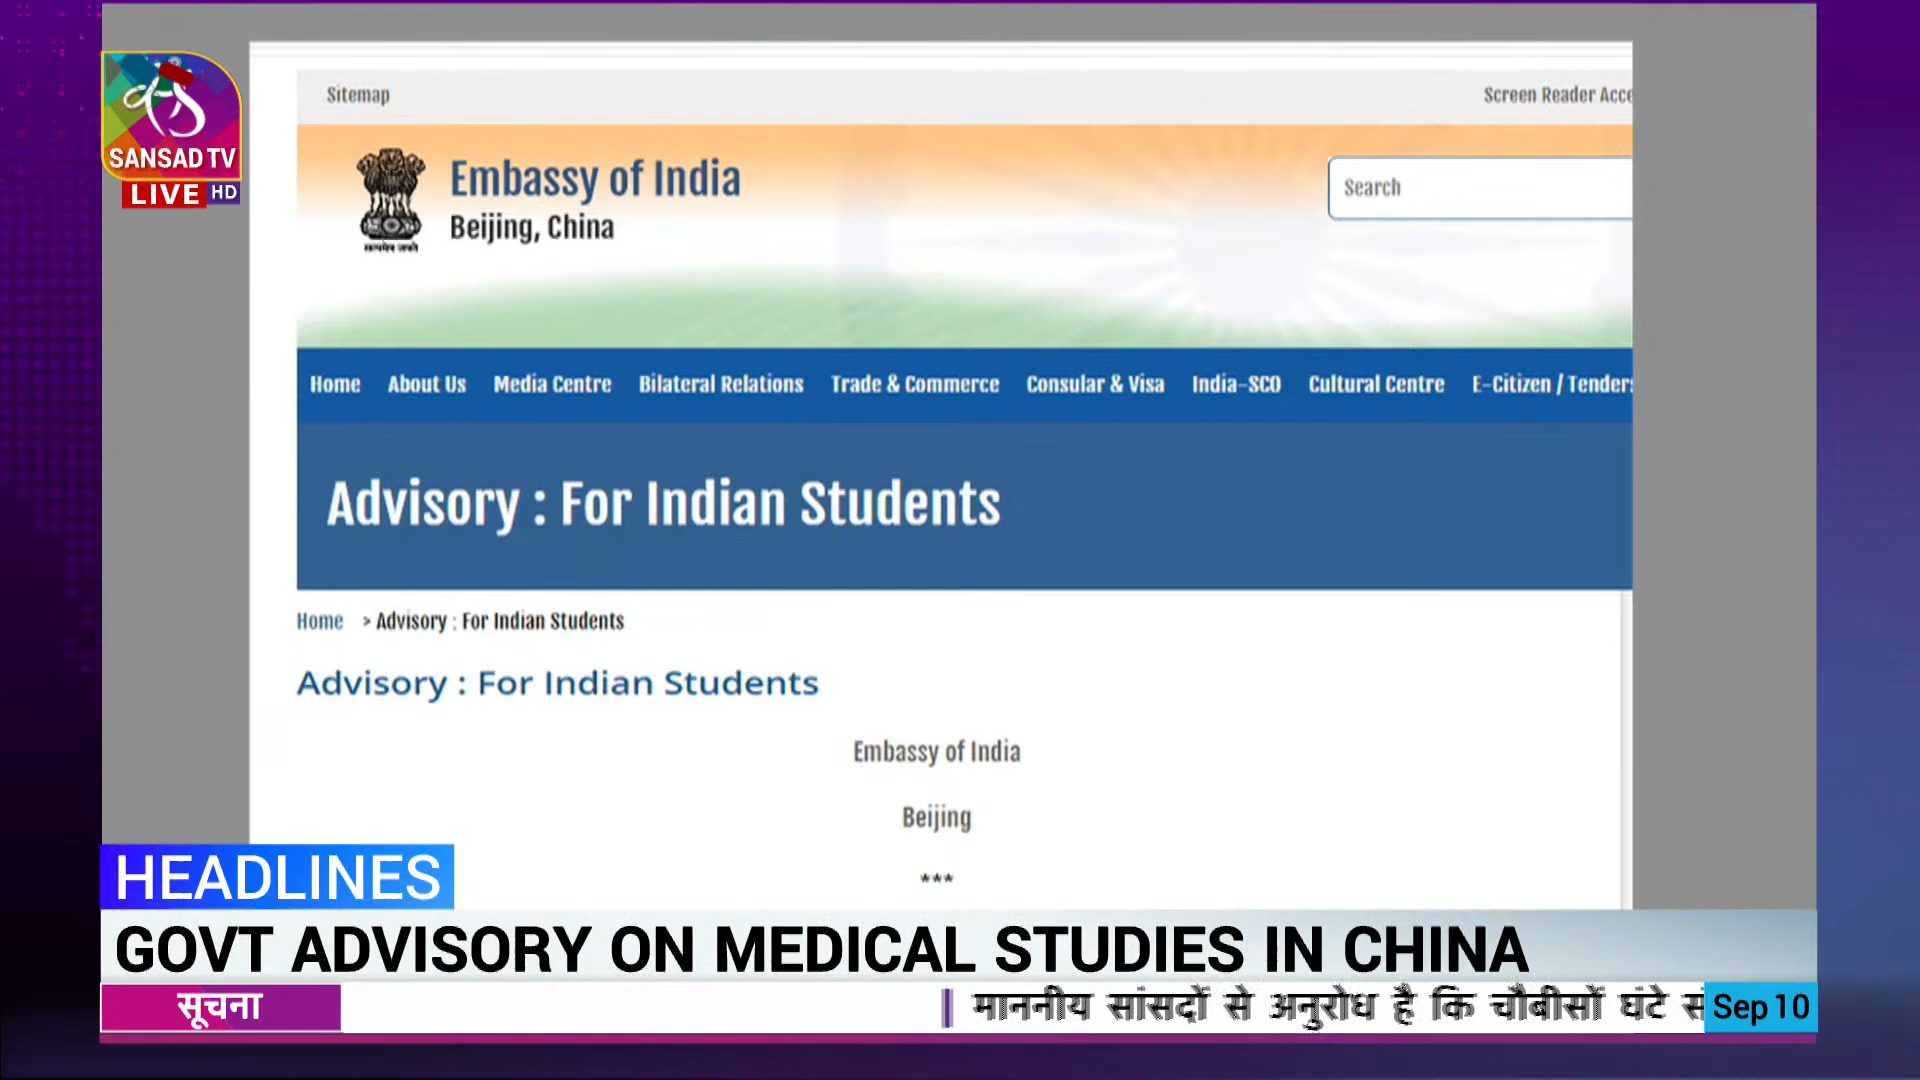 Sitemap
Screen Reader Acce
SANSAD TV
LIVE HD
Embassy of India
Beijing, China
सत्यमेव जयते
Search
Home About Us Media Centre Bilateral Relations Trade & Commerce Consular & Visa India-SCO Cultural Centre E-Citizen / Tenders
Advisory : For Indian Students
Home > Advisory : For Indian Students
Advisory : For Indian Students
Embassy of India
Beijing
***
HEADLINES
GOVT ADVISORY ON MEDICAL STUDIES IN CHINA
सूचना
माननीय सांसदों से अनुरोध है कि चौबीसों घंटे
Sep 10